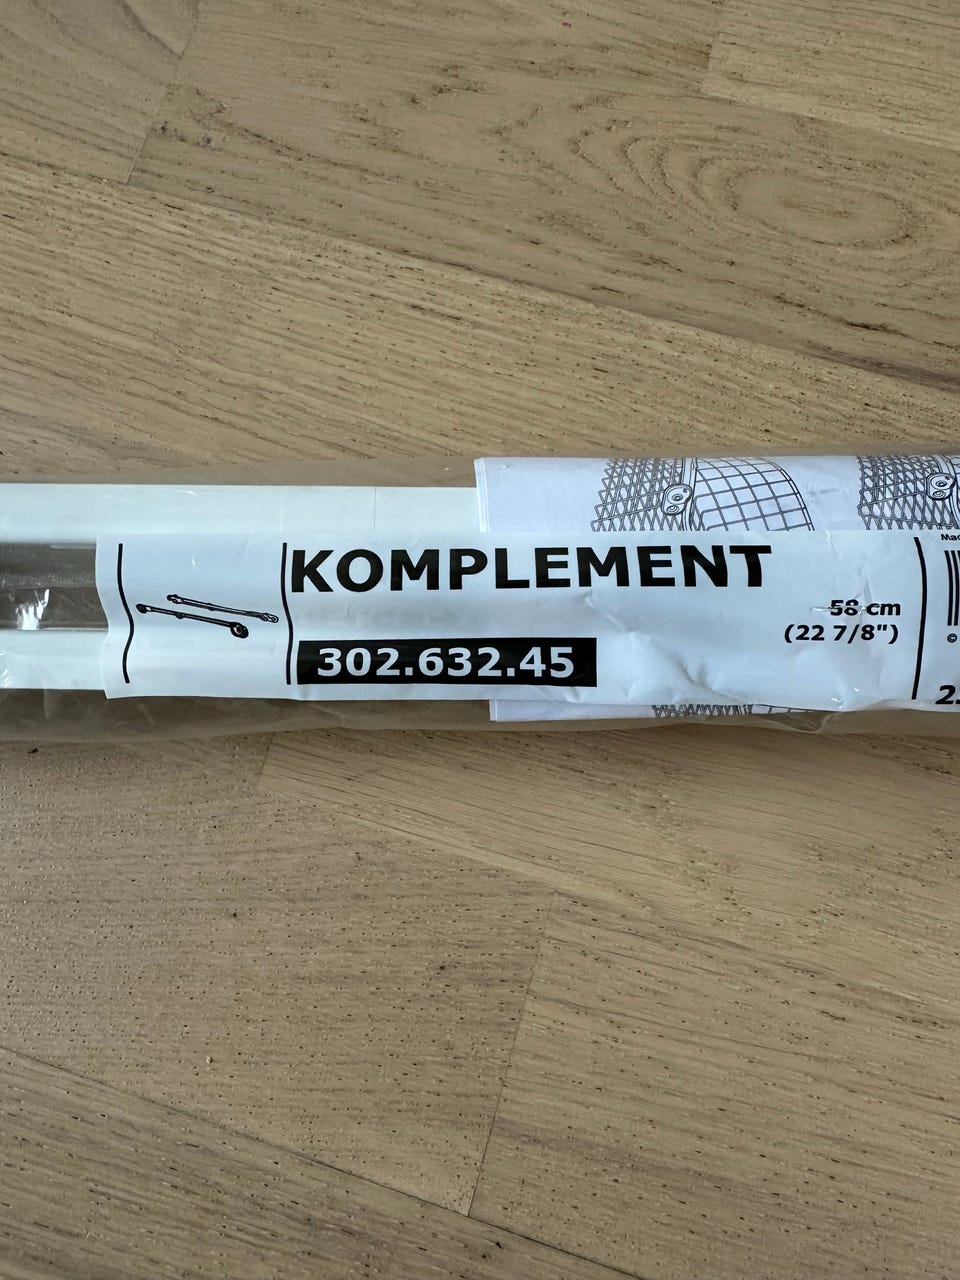 KOMPLEMENT
58 cm
(22 7/8")
302.632.45
©